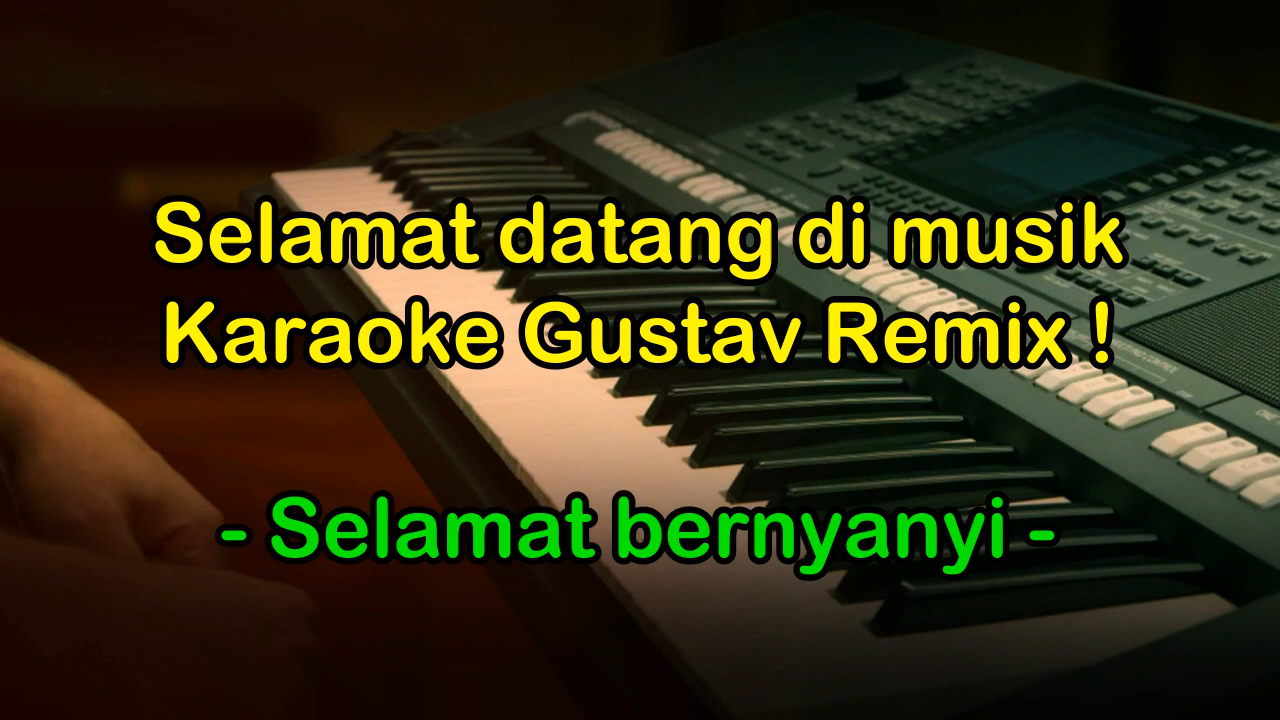 Selamat datang di musik
Karaoke Gustav Remix !
- Selamat bernyanyi -